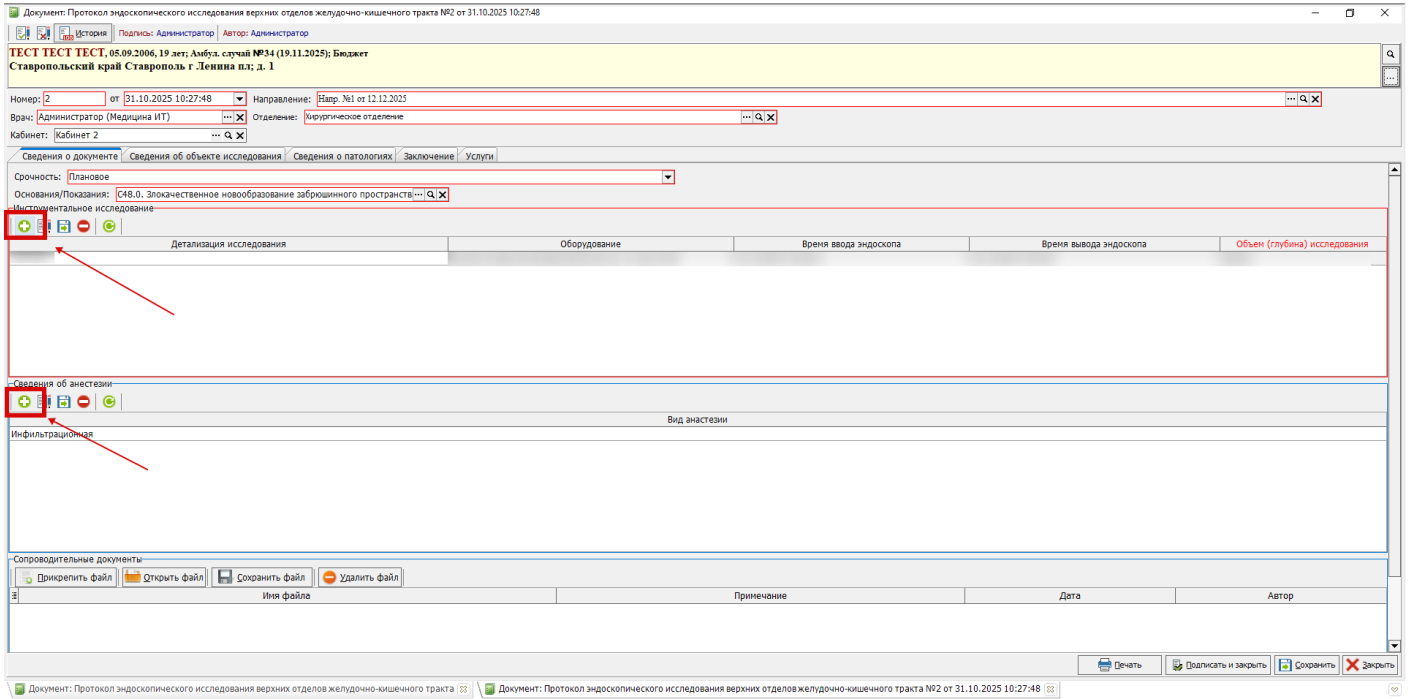 Документ: Протокол эндоскопического исследования верхних отделов желудочно-кишечного тракта №2 от 31.10.2025 10:27:48
История Подпись: Администратор Автор: Администратор
ТЕСТ ТЕСТ ТЕСТ, 05.09.2006, 19 лет; Амбул. случай №34 (19.11.2025); Бюджет
Ставропольский край Ставрополь г Ленина пл; д. 1
Номер: 2 от 31.10.2025 10:27:48 Направление: Напр. №1 от 12.12.2025
Врач: Администратор (Медицина ИТ) Отделение: Хирургическое отделение
Кабинет: Кабинет 2
Сведения о документе Сведения об объекте исследования Сведения о патологиях Заключение Услуги
Срочность: Плановое
Основания/Показания: C48.0. Злокачественное новообразование забрюшинного пространств
Инструментальное исследование
Детализация исследования Оборудование Время ввода эндоскопа Время вывода эндоскопа Объем (глубина) исследования
Сведения об анестезии
Вид анастезии
Инфильтрационная
Сопроводительные документы
Прикрепить файл Открыть файл Сохранить файл Удалить файл
Имя файла Примечание Дата Автор
Печать Подписать и закрыть Сохранить Закрыть
Документ: Протокол эндоскопического исследования верхних отделов желудочно-кишечного тракта Документ: Протокол эндоскопического исследования верхних отделов желудочно-кишечного тракта №2 от 31.10.2025 10:27:48